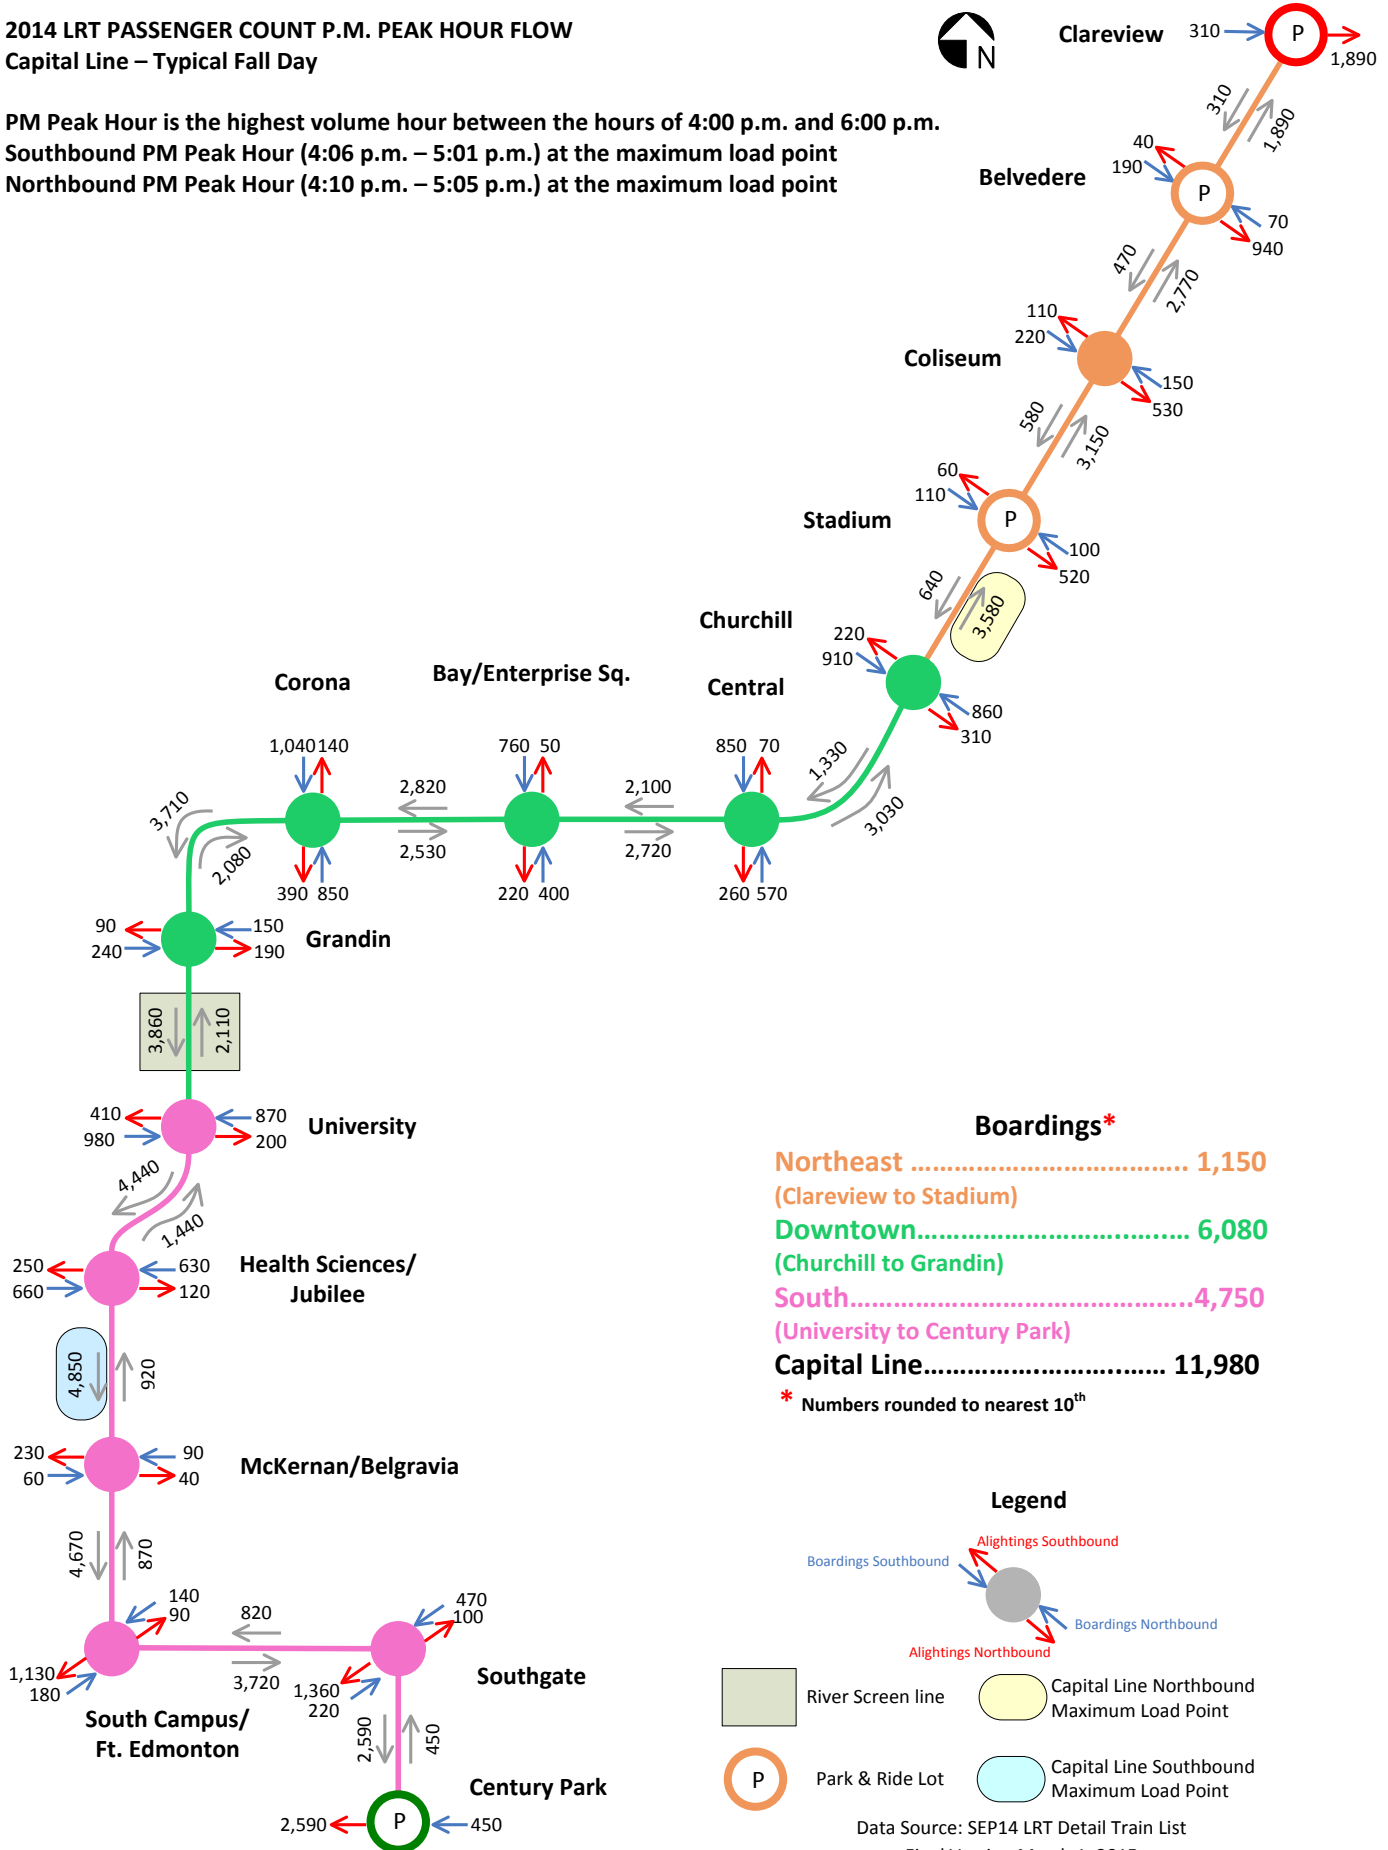 2014 LRT PASSENGER COUNT P.M. PEAK HOUR FLOW
Capital Line – Typical Fall Day
PM Peak Hour is the highest volume hour between the hours of 4:00 p.m. and 6:00 p.m.
Southbound PM Peak Hour (4:06 p.m. – 5:01 p.m.) at the maximum load point
Northbound PM Peak Hour (4:10 p.m. – 5:05 p.m.) at the maximum load point
N
Clareview
310
P
1,890
310
1,890
Belvedere
40
190
P
70
940
470
2,770
Coliseum
110
220
150
530
580
3,150
Stadium
60
110
P
100
520
640
3,580
Churchill
220
910
860
310
1,330
3,030
Central
850 70
260 570
2,100
2,720
Bay/Enterprise Sq.
760 50
220 400
2,820
2,530
Corona
1,040 140
390 850
3,710
2,080
Grandin
90
240
150
190
3,860
2,110
University
410
980
870
200
4,440
1,440
Health Sciences/
Jubilee
250
660
630
120
4,850
920
McKernan/Belgravia
230
60
90
40
4,670
870
140
90
1,130
180
South Campus/
Ft. Edmonton
820
3,720
470
100
1,360
220
Southgate
2,590
450
Century Park
2,590
P
450
Boardings*
Northeast ……………………………….. 1,150
(Clareview to Stadium)
Downtown……………………….…..… 6,080
(Churchill to Grandin)
South…………………………………………..4,750
(University to Century Park)
Capital Line………………………..…… 11,980
* Numbers rounded to nearest 10th
Legend
Alightings Southbound
Boardings Southbound
Boardings Northbound
Alightings Northbound
River Screen line
Capital Line Northbound
Maximum Load Point
P
Park & Ride Lot
Capital Line Southbound
Maximum Load Point
Data Source: SEP14 LRT Detail Train List